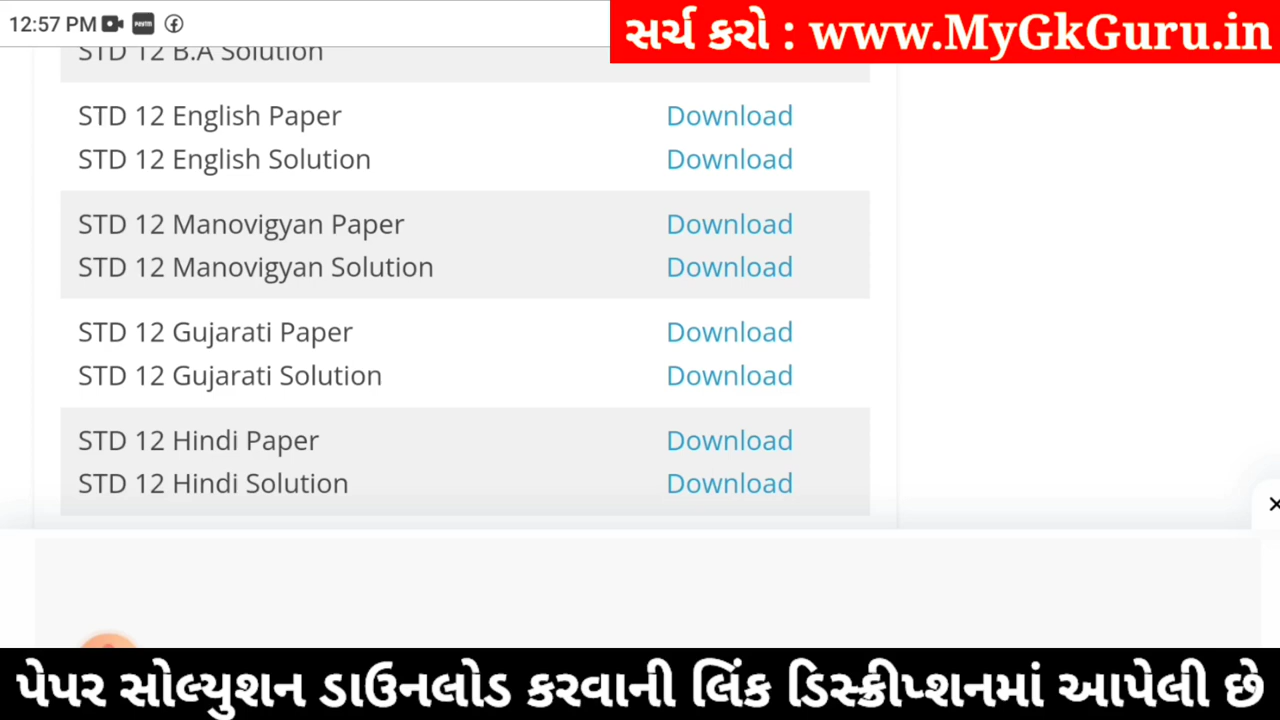 12:57 PM
સર્ચ કરો : www.MyGkGuru.in
STD 12 B.A Solution
STD 12 English Paper Download
STD 12 English Solution Download
STD 12 Manovigyan Paper Download
STD 12 Manovigyan Solution Download
STD 12 Gujarati Paper Download
STD 12 Gujarati Solution Download
STD 12 Hindi Paper Download
STD 12 Hindi Solution Download
પેપર સોલ્યુશન ડાઉનલોડ કરવાની લિંક ડિસ્ક્રીપ્શનમાં આપેલી છે